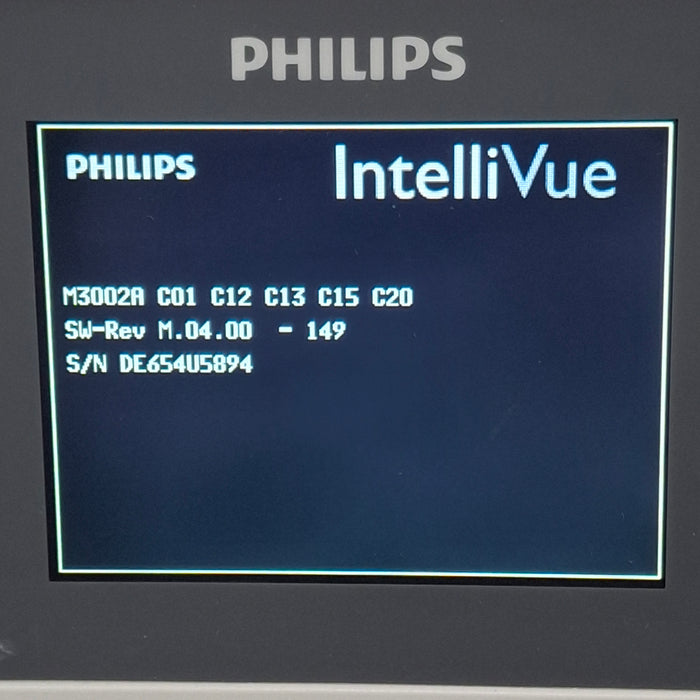 PHILIPS
PHILIPS IntelliVue
M3002A C01 C12 C13 C15 C20
SW-Rev M.04.00 - 149
S/N DE654U5894